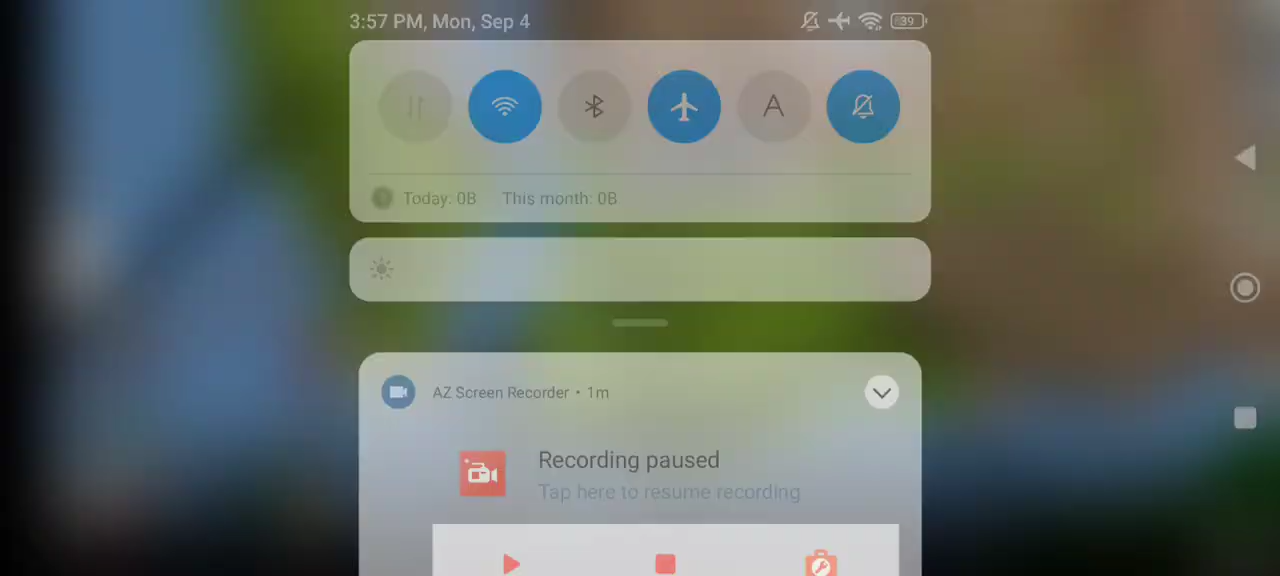 3:57 PM, Mon, Sep 4
39
A
Today: 0B This month: 0B
AZ Screen Recorder • 1m
Recording paused
Tap here to resume recording